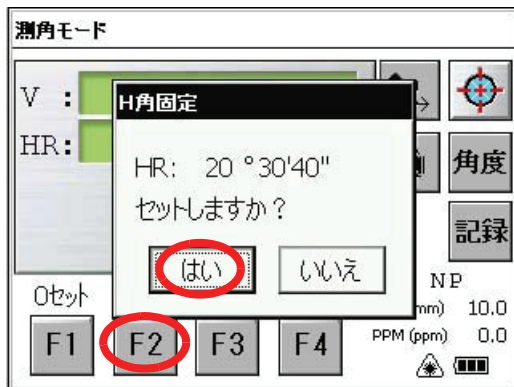 測角モード
V :
H角固定
HR:
HR: 20 °30'40"
角度
セットしますか？
記録
はい いいえ
0セット
NP
mm) 10.0
F1 F2 F3 F4
PPM (ppm) 0.0